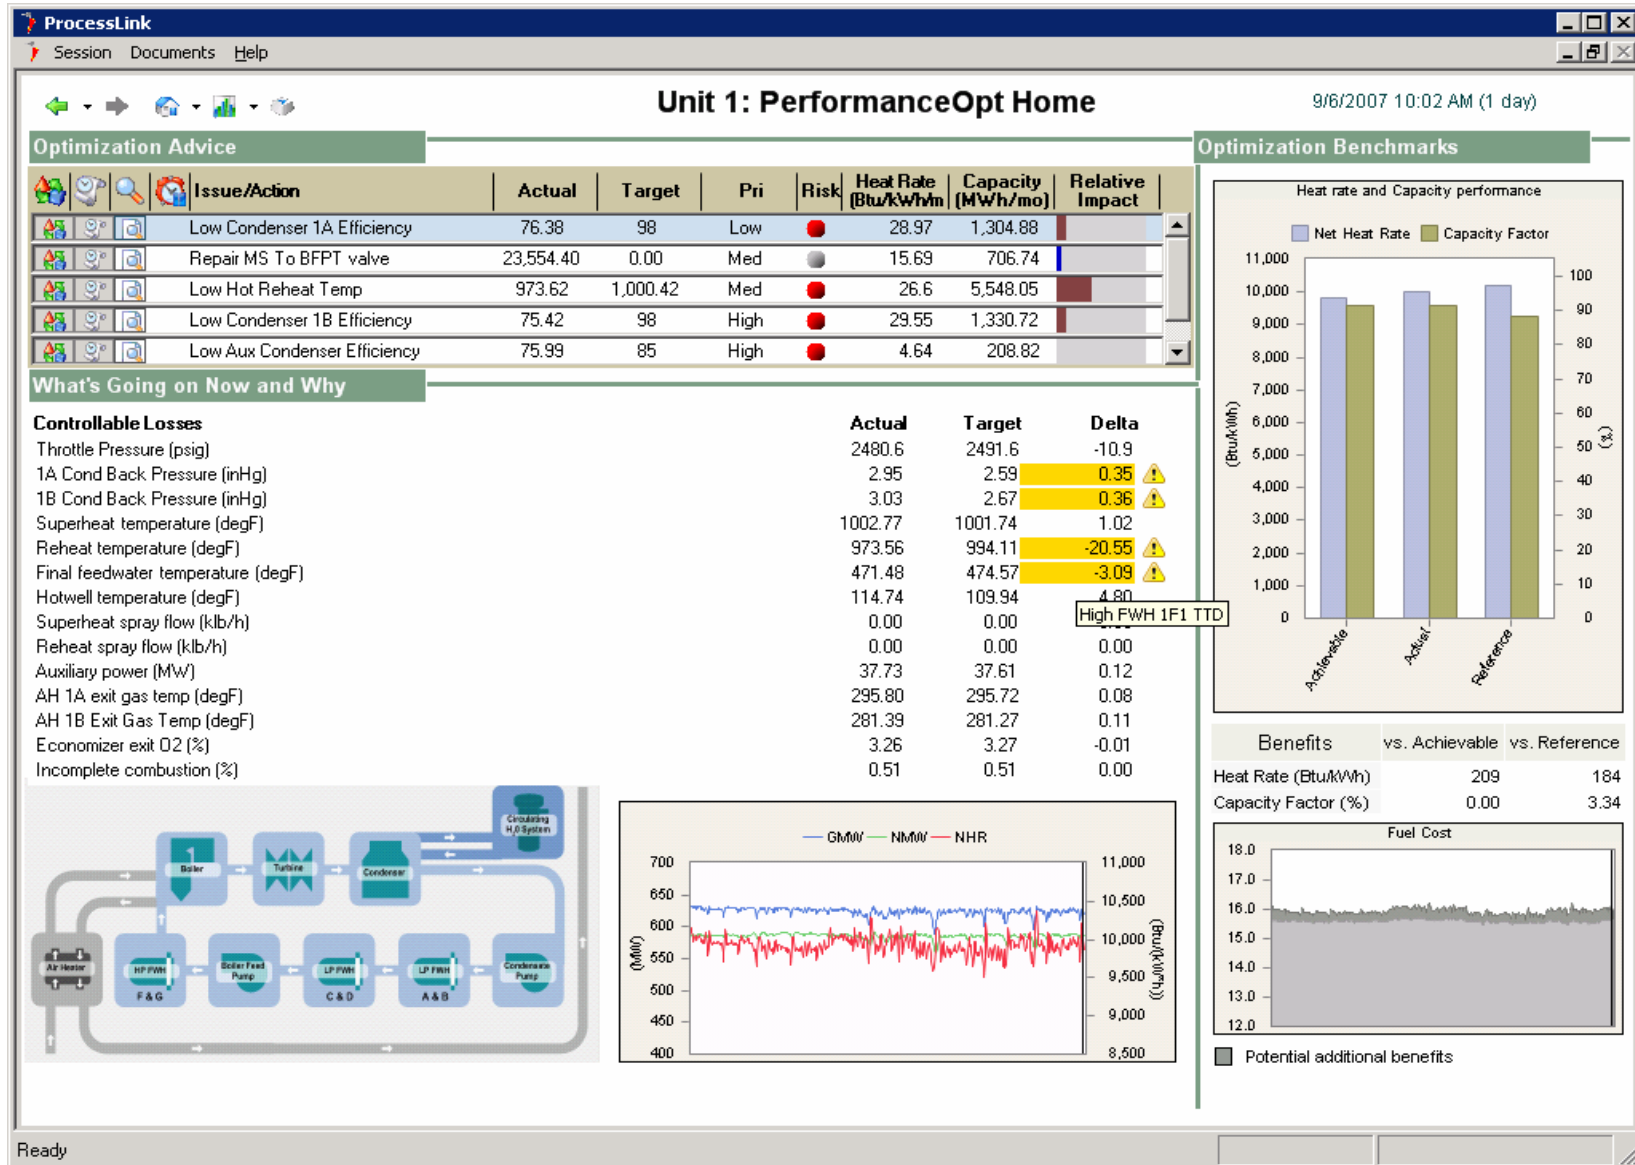 ProcessLink
Session Documents Help
Unit 1: PerformanceOpt Home
9/6/2007 10:02 AM (1 day)
Optimization Advice
Issue/Action Actual Target Pri Risk Heat Rate (Btu/kWh/m Capacity (MWh/mo) Relative Impact
Low Condenser 1A Efficiency 76.38 98 Low 28.97 1,304.88
Repair MS To BFPT valve 23,554.40 0.00 Med 15.69 706.74
Low Hot Reheat Temp 973.62 1,000.42 Med 26.6 5,548.05
Low Condenser 1B Efficiency 75.42 98 High 29.55 1,330.72
Low Aux Condenser Efficiency 75.99 85 High 4.64 208.82
What's Going on Now and Why
Controllable Losses Actual Target Delta
Throttle Pressure (psig) 2480.6 2491.6 -10.9
1A Cond Back Pressure (inHg) 2.95 2.59 0.35
1B Cond Back Pressure (inHg) 3.03 2.67 0.36
Superheat temperature (degF) 1002.77 1001.74 1.02
Reheat temperature (degF) 973.56 994.11 -20.55
Final feedwater temperature (degF) 471.48 474.57 -3.09
Hotwell temperature (degF) 114.74 109.94 4.80
High FWH 1F1 TTD
Superheat spray flow (klb/h) 0.00 0.00
Reheat spray flow (klb/h) 0.00 0.00 0.00
Auxiliary power (MW) 37.73 37.61 0.12
AH 1A exit gas temp (degF) 295.80 295.72 0.08
AH 1B Exit Gas Temp (degF) 281.39 281.27 0.11
Economizer exit O2 (%) 3.26 3.27 -0.01
Incomplete combustion (%) 0.51 0.51 0.00
Circulating
H2O System
Boiler
Turbine
Condenser
Air Heater
HP FWH
F & G
Boiler Feed
Pump
LP FWH
C & D
LP FWH
A & B
Condensate
Pump
GMW NMW NHR
700 11,000
650 10,500
600 10,000
550 9,500
500 9,000
450 8,500
400
(MW)
(Btu/(kW*h))
Optimization Benchmarks
Heat rate and Capacity performance
Net Heat Rate Capacity Factor
11,000
10,000 100
9,000 90
8,000 80
7,000 70
6,000 60
5,000 50
4,000 40
3,000 30
2,000 20
1,000 10
0 0
(Btu/kWh)
(%)
Achievable Actual Reference
Benefits vs. Achievable vs. Reference
Heat Rate (Btu/kWh) 209 184
Capacity Factor (%) 0.00 3.34
Fuel Cost
18.0
17.0
16.0
15.0
14.0
13.0
12.0
Potential additional benefits
Ready